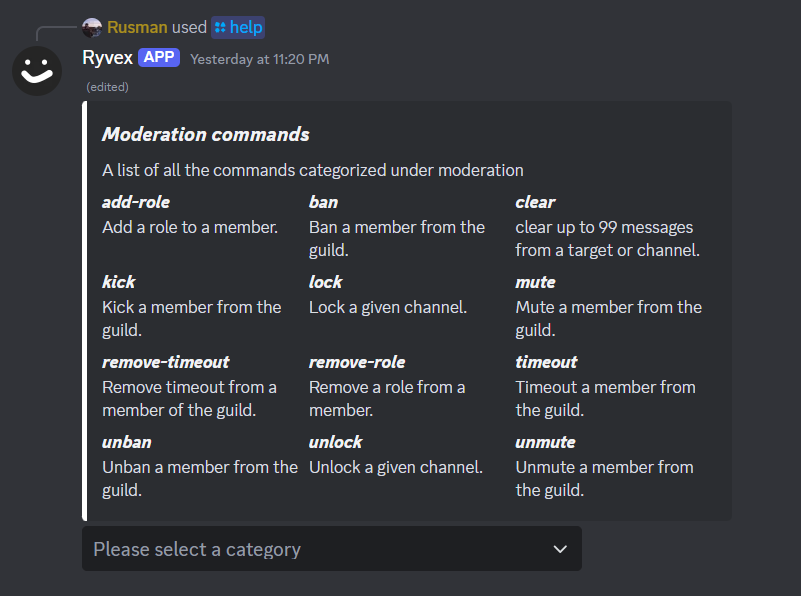 Rusman used help
Ryvex APP Yesterday at 11:20 PM
(edited)
Moderation commands
A list of all the commands categorized under moderation
add-role
Add a role to a member.
ban
Ban a member from the
guild.
clear
clear up to 99 messages
from a target or channel.
kick
Kick a member from the
guild.
lock
Lock a given channel.
mute
Mute a member from the
guild.
remove-timeout
Remove timeout from a
member of the guild.
remove-role
Remove a role from a
member.
timeout
Timeout a member from
the guild.
unban
Unban a member from the
guild.
unlock
Unlock a given channel.
unmute
Unmute a member from
the guild.
Please select a category